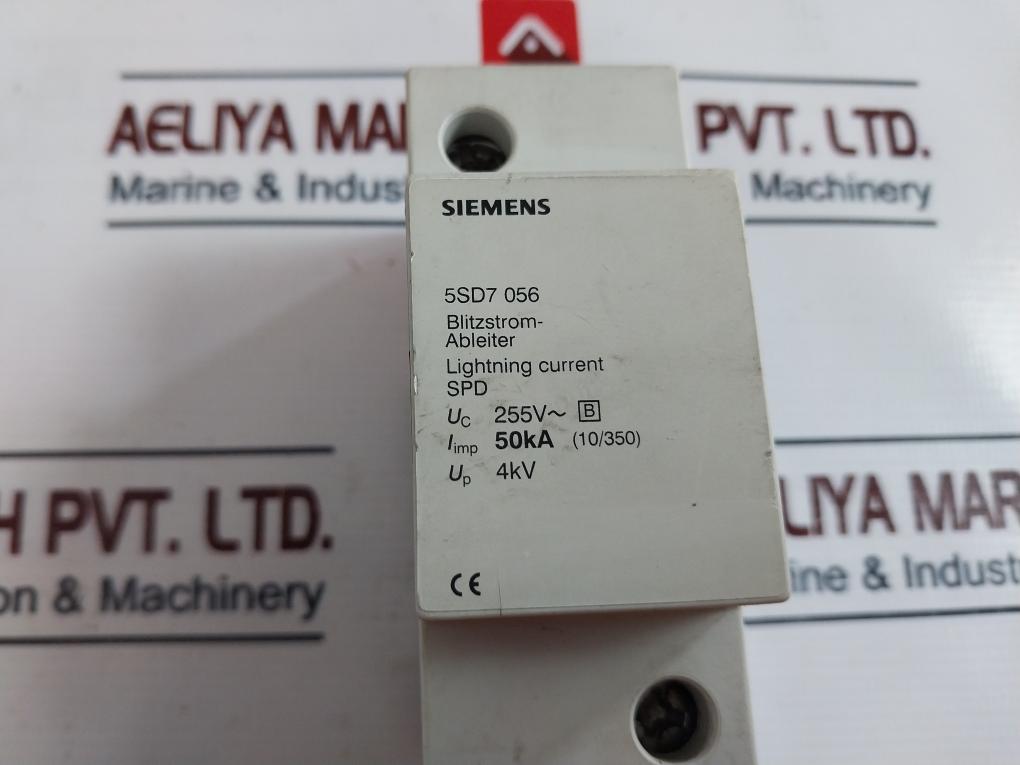 AELIYA MAR PVT. LTD.
Marine & Indus Machinery
SIEMENS
5SD7 056
Blitzstrom-
Ableiter
Lightning current
SPD
UC 255V~ B
Iimp 50kA (10/350)
Up 4kV
CE
H PVT. LTD.
on & Machinery
LIYA MAR
ine & Indust